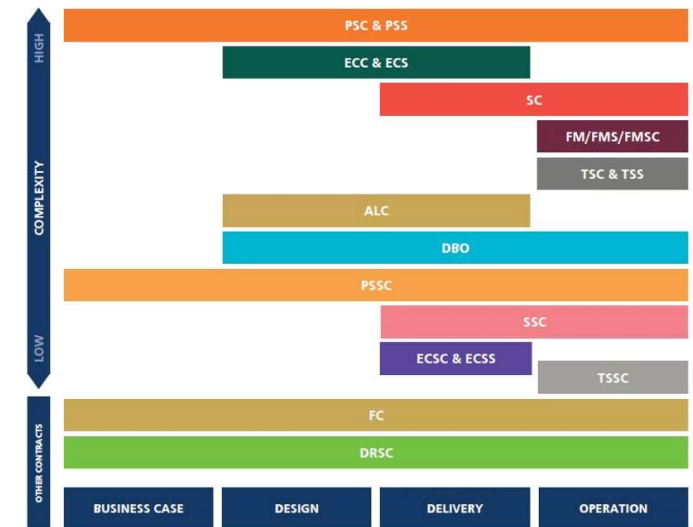 HIGH
COMPLEXITY
LOW
OTHER CONTRACTS
PSC & PSS
ECC & ECS
SC
FM/FMS/FMSC
TSC & TSS
ALC
DBO
PSSC
SSC
ECSC & ECSS
TSSC
FC
DRSC
BUSINESS CASE
DESIGN
DELIVERY
OPERATION